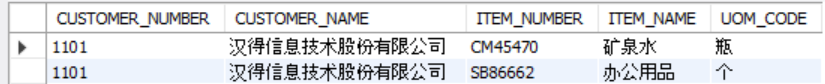 CUSTOMER_NUMBER CUSTOMER_NAME ITEM_NUMBER ITEM_NAME UOM_CODE
1101 汉得信息技术股份有限公司 CM45470 矿泉水 瓶
1101 汉得信息技术股份有限公司 SB86662 办公用品 个